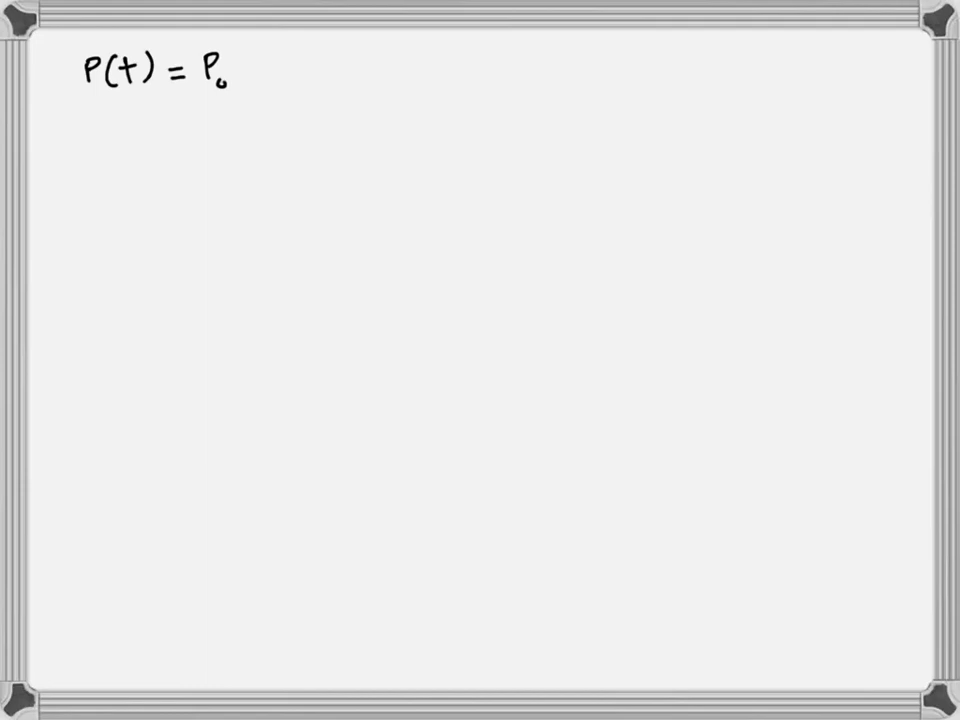 P(t) = P₀